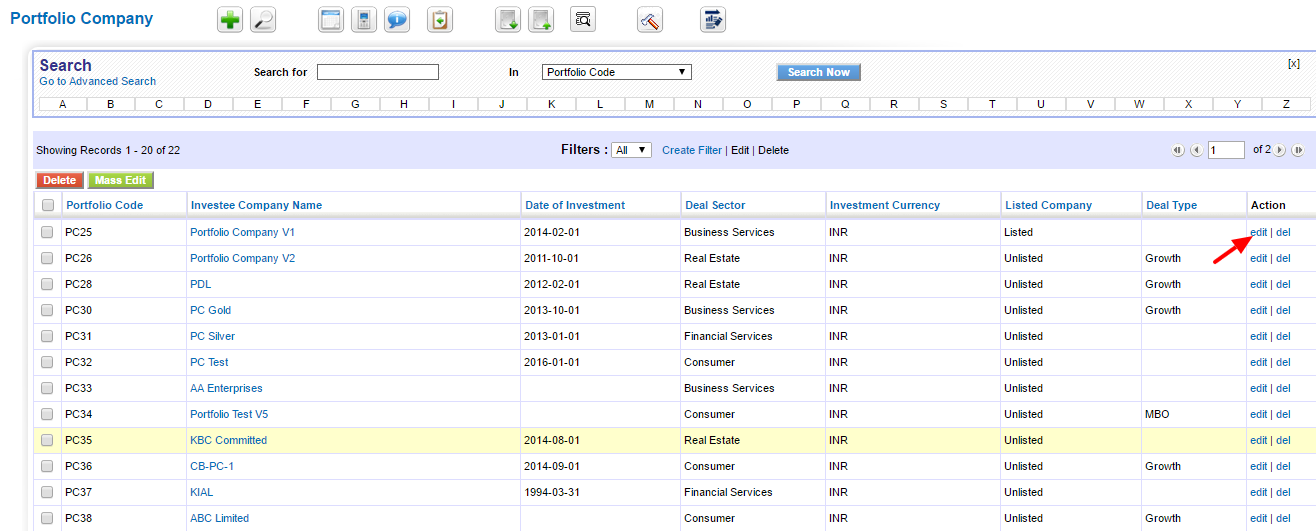 Portfolio Company
Search
Go to Advanced Search
Search for In Portfolio Code Search Now [x]
A B C D E F G H I J K L M N O P Q R S T U V W X Y Z
Showing Records 1 - 20 of 22 Filters : All Create Filter | Edit | Delete 1 of 2
Delete Mass Edit
Portfolio Code Investee Company Name Date of Investment Deal Sector Investment Currency Listed Company Deal Type Action
PC25 Portfolio Company V1 2014-02-01 Business Services INR Listed edit | del
PC26 Portfolio Company V2 2011-10-01 Real Estate INR Unlisted Growth edit | del
PC28 PDL 2012-02-01 Real Estate INR Unlisted Growth edit | del
PC30 PC Gold 2013-10-01 Business Services INR Unlisted Growth edit | del
PC31 PC Silver 2013-01-01 Financial Services INR Unlisted edit | del
PC32 PC Test 2016-01-01 Consumer INR Unlisted edit | del
PC33 AA Enterprises Business Services INR Unlisted edit | del
PC34 Portfolio Test V5 Consumer INR Unlisted MBO edit | del
PC35 KBC Committed 2014-08-01 Real Estate INR Unlisted edit | del
PC36 CB-PC-1 2014-09-01 Consumer INR Unlisted Growth edit | del
PC37 KIAL 1994-03-31 Financial Services INR Unlisted edit | del
PC38 ABC Limited Consumer INR Unlisted Growth edit | del